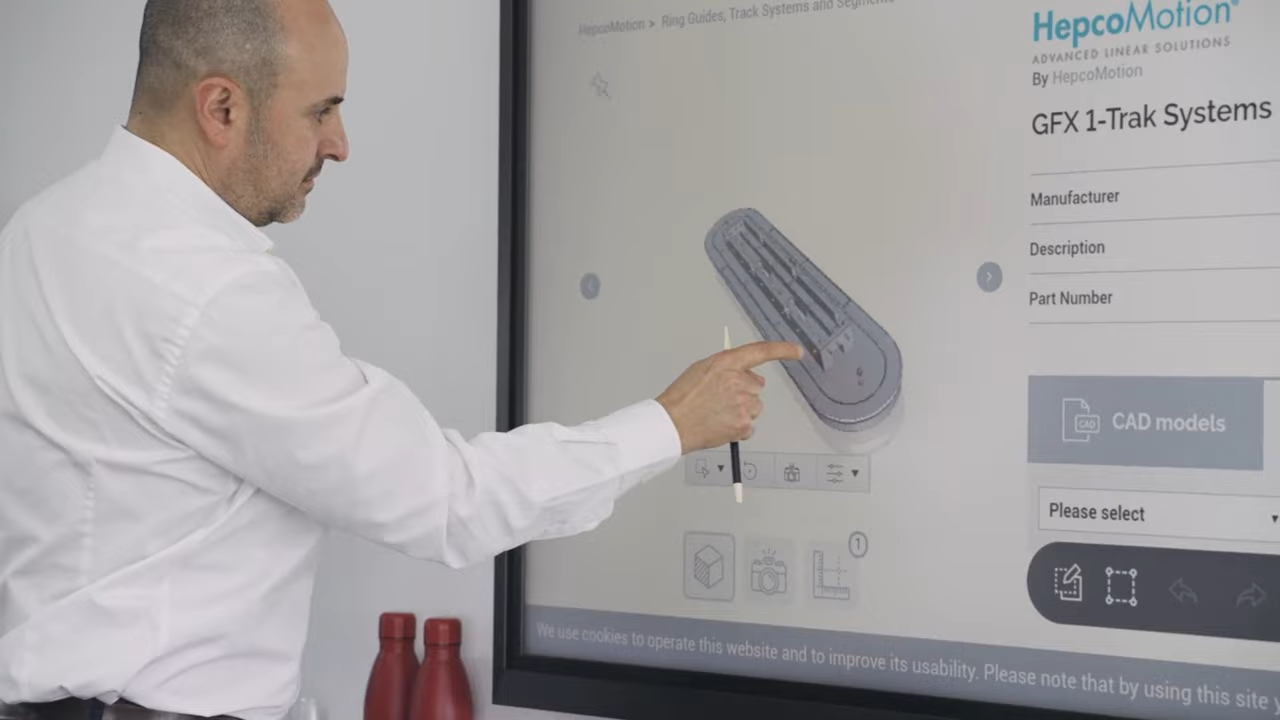 HepcoMotion > Ring Guides, Track Systems and Segments
HepcoMotion®
ADVANCED LINEAR SOLUTIONS
By HepcoMotion
GFX 1-Trak Systems
Manufacturer
Description
Part Number
CAD
CAD models
Please select
1
We use cookies to operate this website and to improve its usability. Please note that by using this site